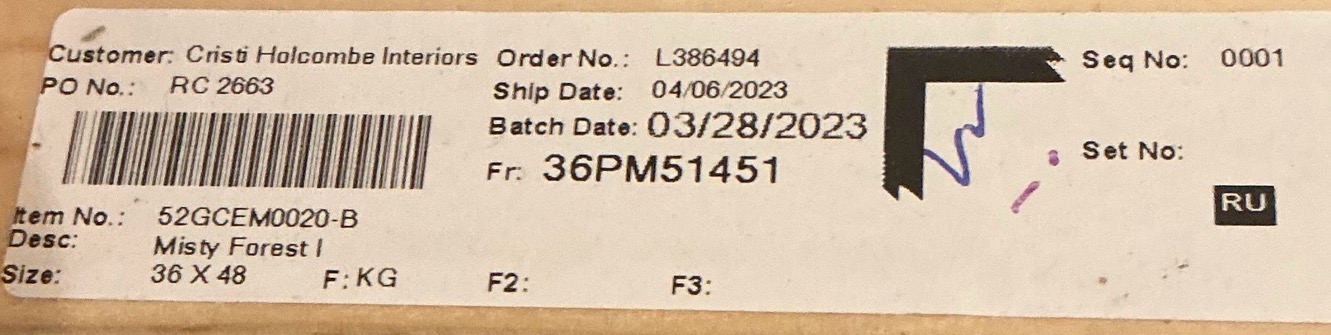 Customer: Cristi Holcombe Interiors Order No.: L386494 Seq No: 0001
PO No.: RC 2663 Ship Date: 04/06/2023
Batch Date: 03/28/2023
Set No:
Fr: 36PM51451
RU
Item No.: 52GCEM0020-B
Desc: Misty Forest I
Size: 36 X 48 F: KG F2: F3: